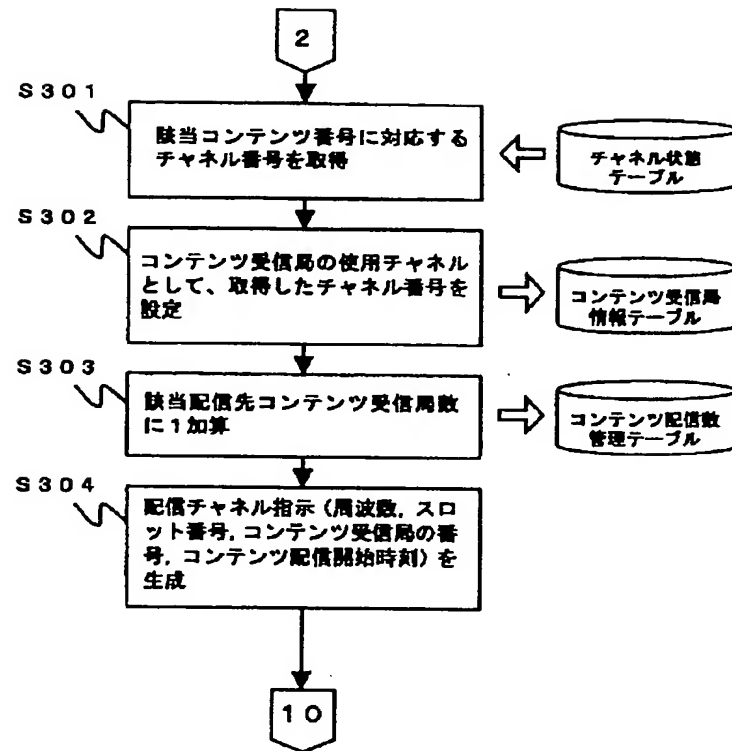 2
S301
該当コンテンツ番号に対応する
チャネル番号を取得
チャネル状態
テーブル
S302
コンテンツ受信局の使用チャネル
として、取得したチャネル番号を
設定
コンテンツ受信局
情報テーブル
S303
該当配信先コンテンツ受信局数
に1加算
コンテンツ配信数
管理テーブル
S304
配信チャネル指示(周波数, スロ
ット番号, コンテンツ受信局の番
号, コンテンツ配信開始時刻)を
生成
10